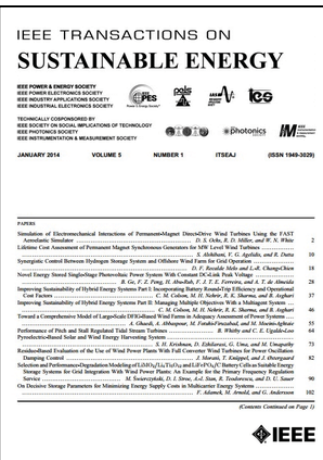 IEEE TRANSACTIONS ON
SUSTAINABLE ENERGY
IEEE POWER & ENERGY SOCIETY
IEEE POWER ELECTRONICS SOCIETY
IEEE INDUSTRY APPLICATIONS SOCIETY
IEEE INDUSTRIAL ELECTRONICS SOCIETY
PES
pels
ies
TECHNICALLY COSPONSORED BY
IEEE SOCIETY ON SOCIAL IMPLICATIONS OF TECHNOLOGY
IEEE PHOTONICS SOCIETY
IEEE INSTRUMENTATION & MEASUREMENT SOCIETY
photonics
JANUARY 2014 VOLUME 5 NUMBER 1 ITSEAJ (ISSN 1949-3029)
PAPERS
Simulation of Electromechanical Interactions of Permanent-Magnet Direct-Drive Wind Turbines Using the FAST
Aeroelastic Simulator D. S. Ochs, R. D. Miller, and W. N. White 2
Lifetime Cost Assessment of Permanent Magnet Synchronous Generators for MW Level Wind Turbines
S. Alshibani, V. G. Agelidis, and R. Dutta 10
Synergistic Control Between Hydrogen Storage System and Offshore Wind Farm for Grid Operation
D. F. Recalde Melo and L.-R. Chang-Chien 18
Novel Energy Stored Single-Stage Photovoltaic Power System With Constant DC-Link Peak Voltage
B. Ge, F. Z. Peng, H. Abu-Rub, F. J. T. E. Ferreira, and A. T. de Almeida 28
Improving Sustainability of Hybrid Energy Systems Part I: Incorporating Battery Round-Trip Efficiency and Operational
Cost Factors C. M. Colson, M. H. Nehrir, R. K. Sharma, and B. Asghari 37
Improving Sustainability of Hybrid Energy Systems Part II: Managing Multiple Objectives With a Multiagent System
C. M. Colson, M. H. Nehrir, R. K. Sharma, and B. Asghari 46
Toward a Comprehensive Model of Large-Scale DFIG-Based Wind Farms in Adequacy Assessment of Power Systems
A. Ghaedi, A. Abbaspour, M. Fotuhi-Firuzabad, and M. Moeini-Aghtaie 55
Performance of Pitch and Stall Regulated Tidal Stream Turbines B. Whitby and C. E. Ugalde-Loo 64
Pyroelectric-Based Solar and Wind Energy Harvesting System
S. H. Krishnan, D. Ezhilarasi, G. Uma, and M. Umapathy 73
Residue-Based Evaluation of the Use of Wind Power Plants With Full Converter Wind Turbines for Power Oscillation
Damping Control J. Morató, T. Knüppel, and J. Østergaard 82
Selection and Performance-Degradation Modeling of LiMO2/Li4Ti5O12 and LiFePO4/C Battery Cells as Suitable Energy
Storage Systems for Grid Integration With Wind Power Plants: An Example for the Primary Frequency Regulation
Service M. Swierczynski, D. I. Stroe, A.-I. Stan, R. Teodorescu, and D. U. Sauer 90
On Decisive Storage Parameters for Minimizing Energy Supply Costs in Multicarrier Energy Systems
F. Adamek, M. Arnold, and G. Andersson 102
(Contents Continued on Page 1)
IEEE